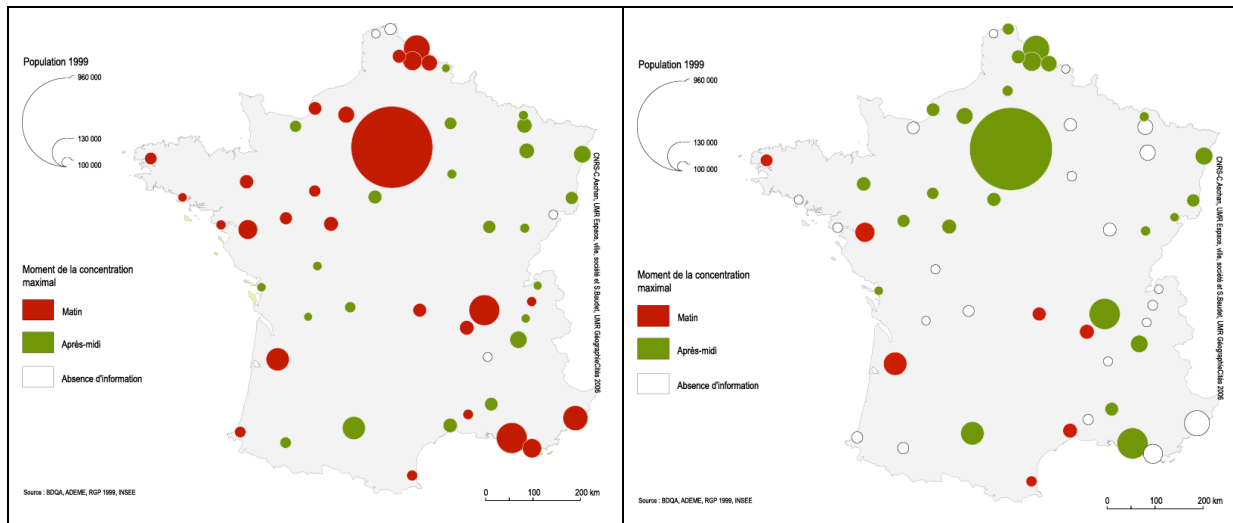 Population 1999
960 000
130 000
100 000
Moment de la concentration
maximal
Matin
Après-midi
Absence d'information
Source : BDQA, ADEME, RGP 1999, INSEE
0 100 200 km
CNRS-C.Aschan, UMR Espace, ville, société et S.Baudet, UMR GéographieCités 2006
Population 1999
960 000
130 000
100 000
Moment de la concentration
maximal
Matin
Après-midi
Absence d'information
Source : BDQA, ADEME, RGP 1999, INSEE
0 100 200 km
CNRS-C.Aschan, UMR Espace, ville, société et S.Baudet, UMR GéographieCités 2006